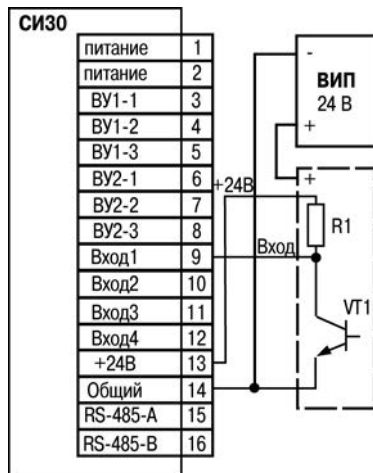 СИ30
питание 1
питание 2
ВУ1-1 3
ВУ1-2 4
ВУ1-3 5
ВУ2-1 6
ВУ2-2 7
ВУ2-3 8
Вход1 9
Вход2 10
Вход3 11
Вход4 12
+24В 13
Общий 14
RS-485-А 15
RS-485-В 16
-
ВИП
24 В
+
+
+24В
R1
Вход
VT1